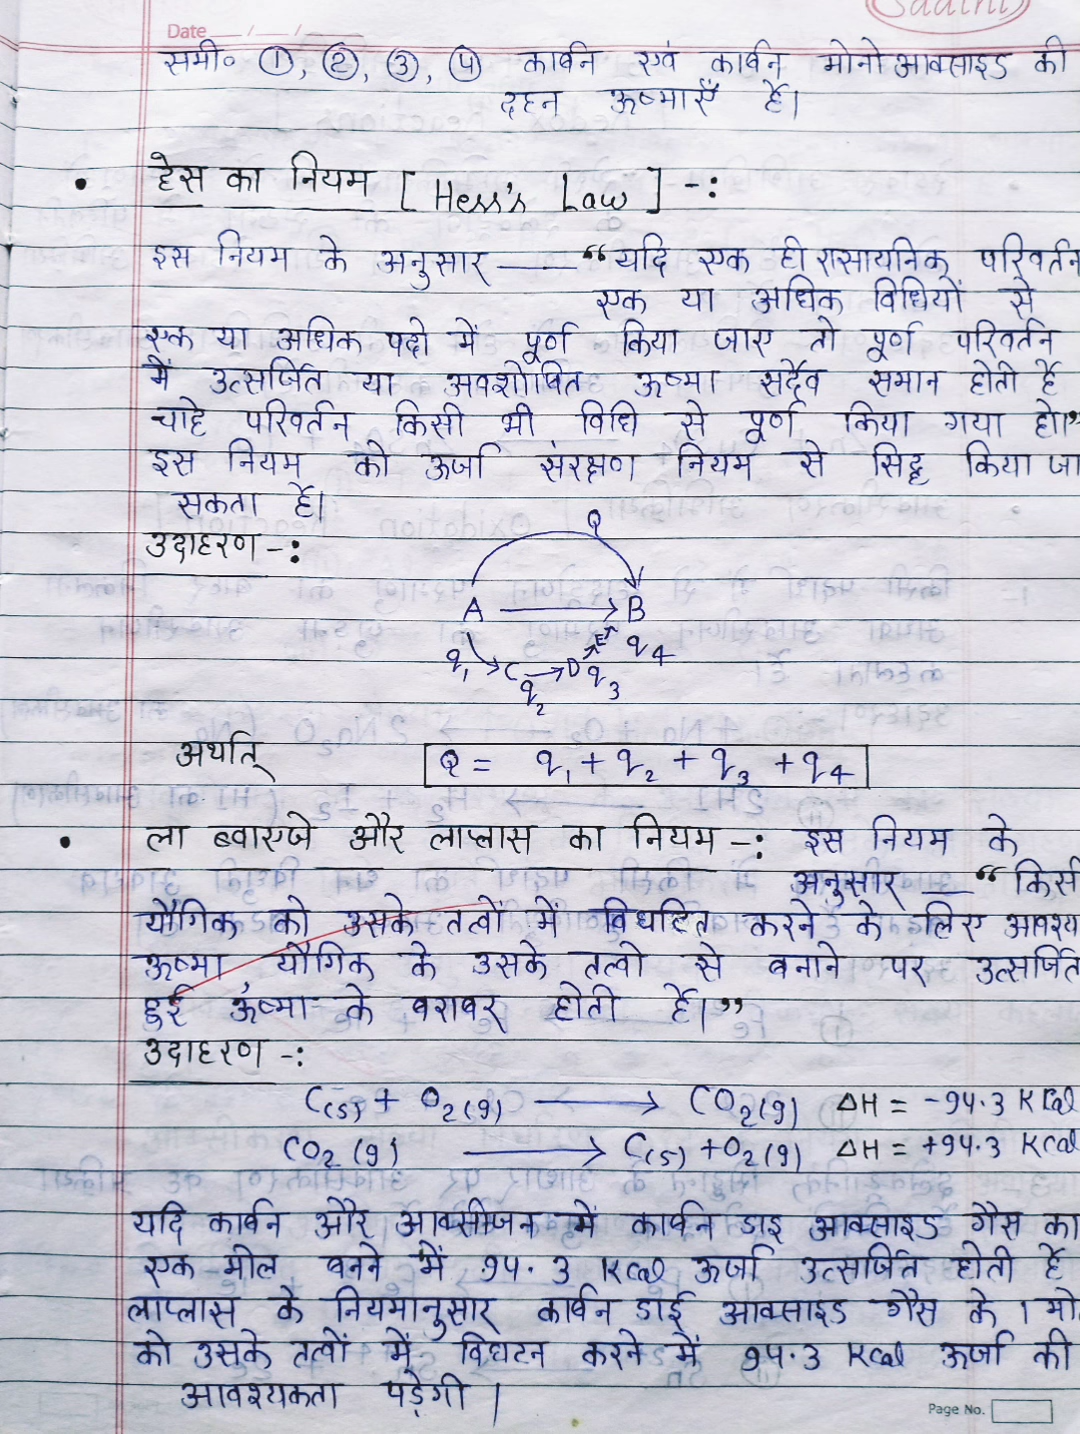 Saathi
Date __/__/__
समी० ①, ②, ③, ④ कार्बन एवं कार्बन मोनो आक्साइड की
दहन ऊष्माएँ हैं।
• हेस का नियम [ Hess's Law ] -:
इस नियम के अनुसार — “यदि एक ही रासायनिक परिवर्तन
एक या अधिक विधियों से
एक या अधिक पदो में पूर्ण किया जाए तो पूर्ण परिवर्तन
में उत्सर्जित या अवशोषित ऊष्मा सदैव समान होती है
चाहे परिवर्तन किसी भी विधि से पूर्ण किया गया हो।”
इस नियम को ऊर्जा संरक्षण नियम से सिद्ध किया जा
सकता है।
उदाहरण -:
Q
A → B
q₁ → C → D → E q₄
q₂ q₃
अर्थात् Q = q₁ + q₂ + q₃ + q₄
• ला ब्वाएजे और लाप्लास का नियम -: इस नियम के
अनुसार — “किसी
यौगिक को उसके तत्वों में विघटित करने के लिए आवश्य
ऊष्मा यौगिक के उसके तत्वो से बनाने पर उत्सर्जित
हुई ऊष्मा के बराबर होती है।”
उदाहरण -:
C(s) + O₂(g) → CO₂(g) ΔH = -94.3 KCal
CO₂(g) → C(s) + O₂(g) ΔH = +94.3 Kcal
यदि कार्बन और आक्सीजन में कार्बन डाइ आक्साइड गैस का
एक मोल बनने में 94.3 Kcal ऊर्जा उत्सर्जित होती है
लाप्लास के नियमानुसार कार्बन डाई आक्साइड गैस के 1 मो
को उसके तत्वों में विघटन करने में 94.3 Kcal ऊर्जा की
आवश्यकता पड़ेगी।
Page No.